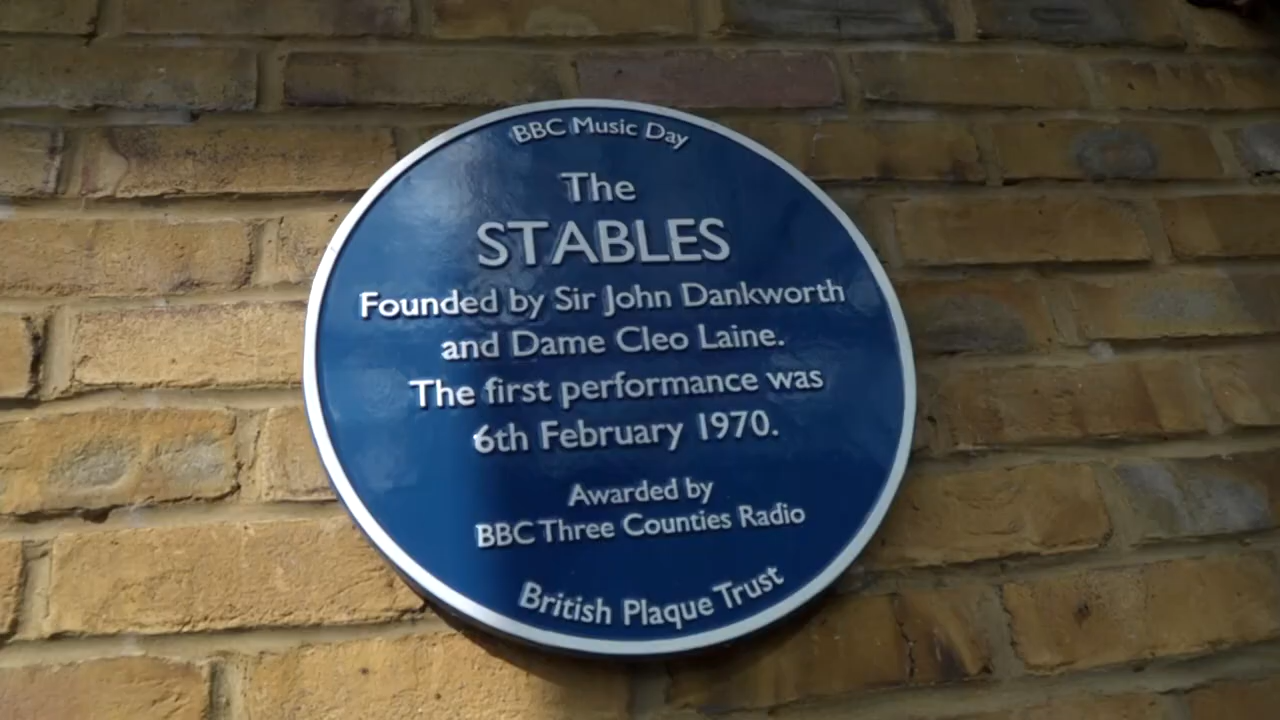 BBC Music Day
The
STABLES
Founded by Sir John Dankworth
and Dame Cleo Laine.
The first performance was
6th February 1970.
Awarded by
BBC Three Counties Radio
British Plaque Trust